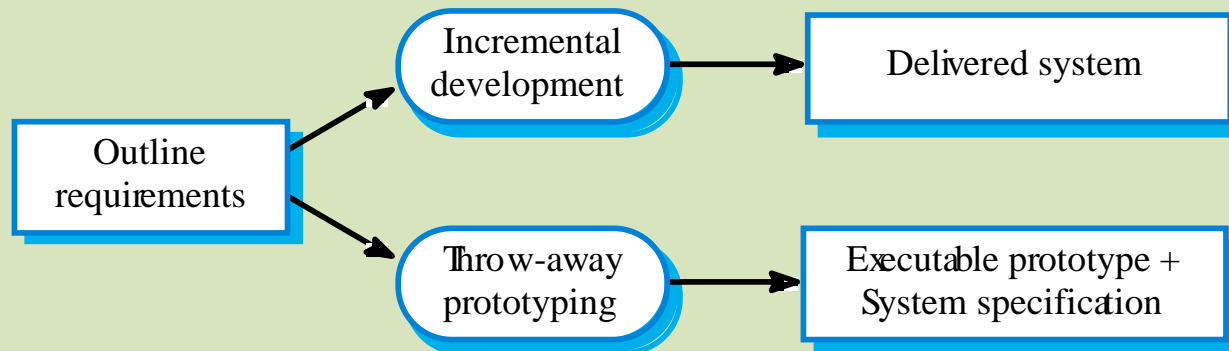 Incremental
development
Delivered system
Outline
requirements
Throw-away
prototyping
Executable prototype +
System specification